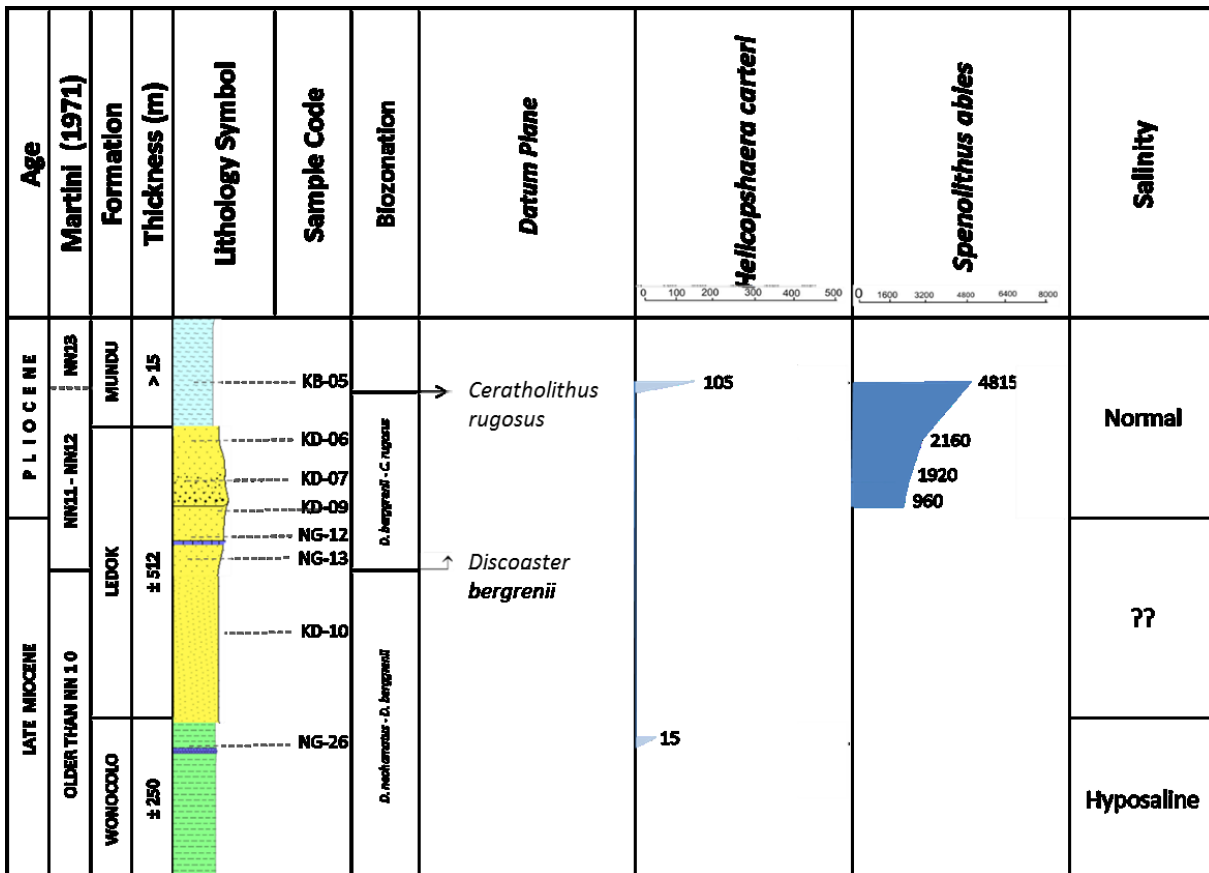 Age
Martini (1971)
Formation
Thickness (m)
Lithology Symbol
Sample Code
Biozonation
Datum Plane
Helicopshaera carteri
0 100 200 300 400 500
Spenolithus abies
0 1600 3200 4800 6400 8000
Salinity
PLIOCENE
LATE MIOCENE
NN13
NN11 - NN12
OLDER THAN NN 10
MUNDU
LEDOK
WONOCOLO
> 15
± 512
± 250
KB-05
KD-06
KD-07
KD-09
NG-12
NG-13
KD-10
NG-26
D. berggrenii - C. rugosus
D. neohamatus - D. berggrenii
Ceratholithus
rugosus
Discoaster
bergrenii
105
15
4815
2160
1920
960
Normal
??
Hyposaline